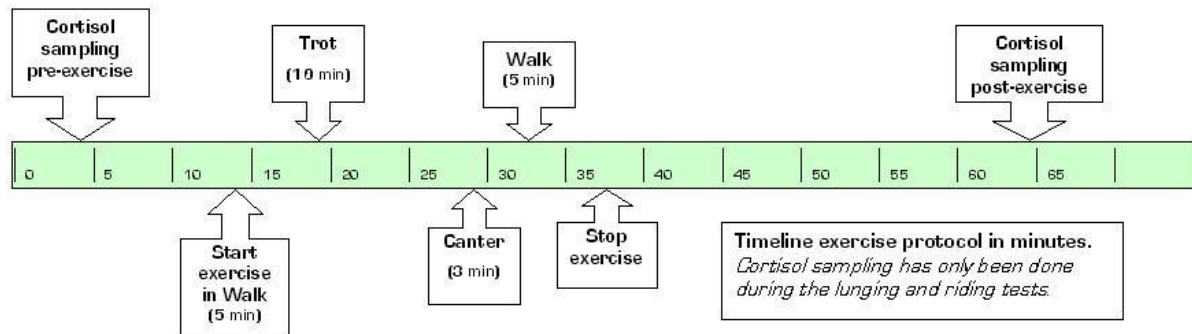 Cortisol
sampling
pre-exercise
Trot
(10 min)
Walk
(5 min)
Cortisol
sampling
post-exercise
0 5 10 15 20 25 30 35 40 45 50 55 60 65
Start
exercise
in Walk
(5 min)
Canter
(3 min)
Stop
exercise
Timeline exercise protocol in minutes.
Cortisol sampling has only been done
during the lunging and riding tests.